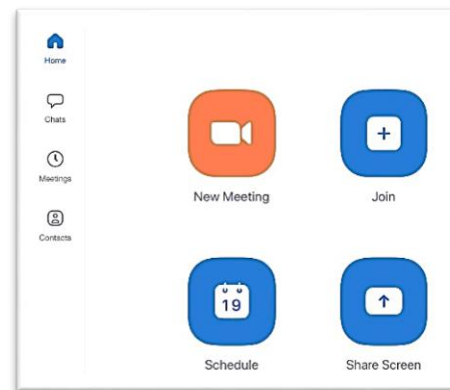 Home
Chats
Meetings
Contacts
New Meeting
Join
19
Schedule
Share Screen